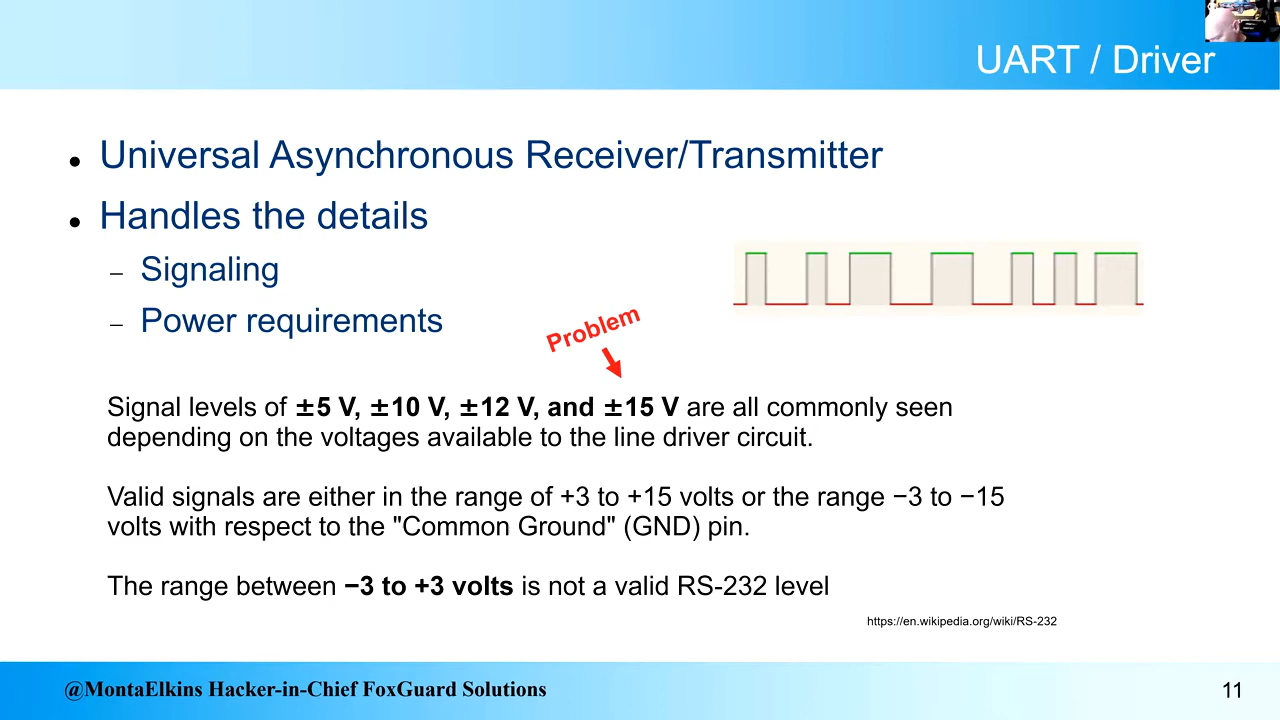 UART / Driver
● Universal Asynchronous Receiver/Transmitter
● Handles the details
– Signaling
– Power requirements
Problem
Signal levels of ±5 V, ±10 V, ±12 V, and ±15 V are all commonly seen
depending on the voltages available to the line driver circuit.
Valid signals are either in the range of +3 to +15 volts or the range −3 to −15
volts with respect to the "Common Ground" (GND) pin.
The range between −3 to +3 volts is not a valid RS-232 level
https://en.wikipedia.org/wiki/RS-232
@MontaElkins Hacker-in-Chief FoxGuard Solutions
11